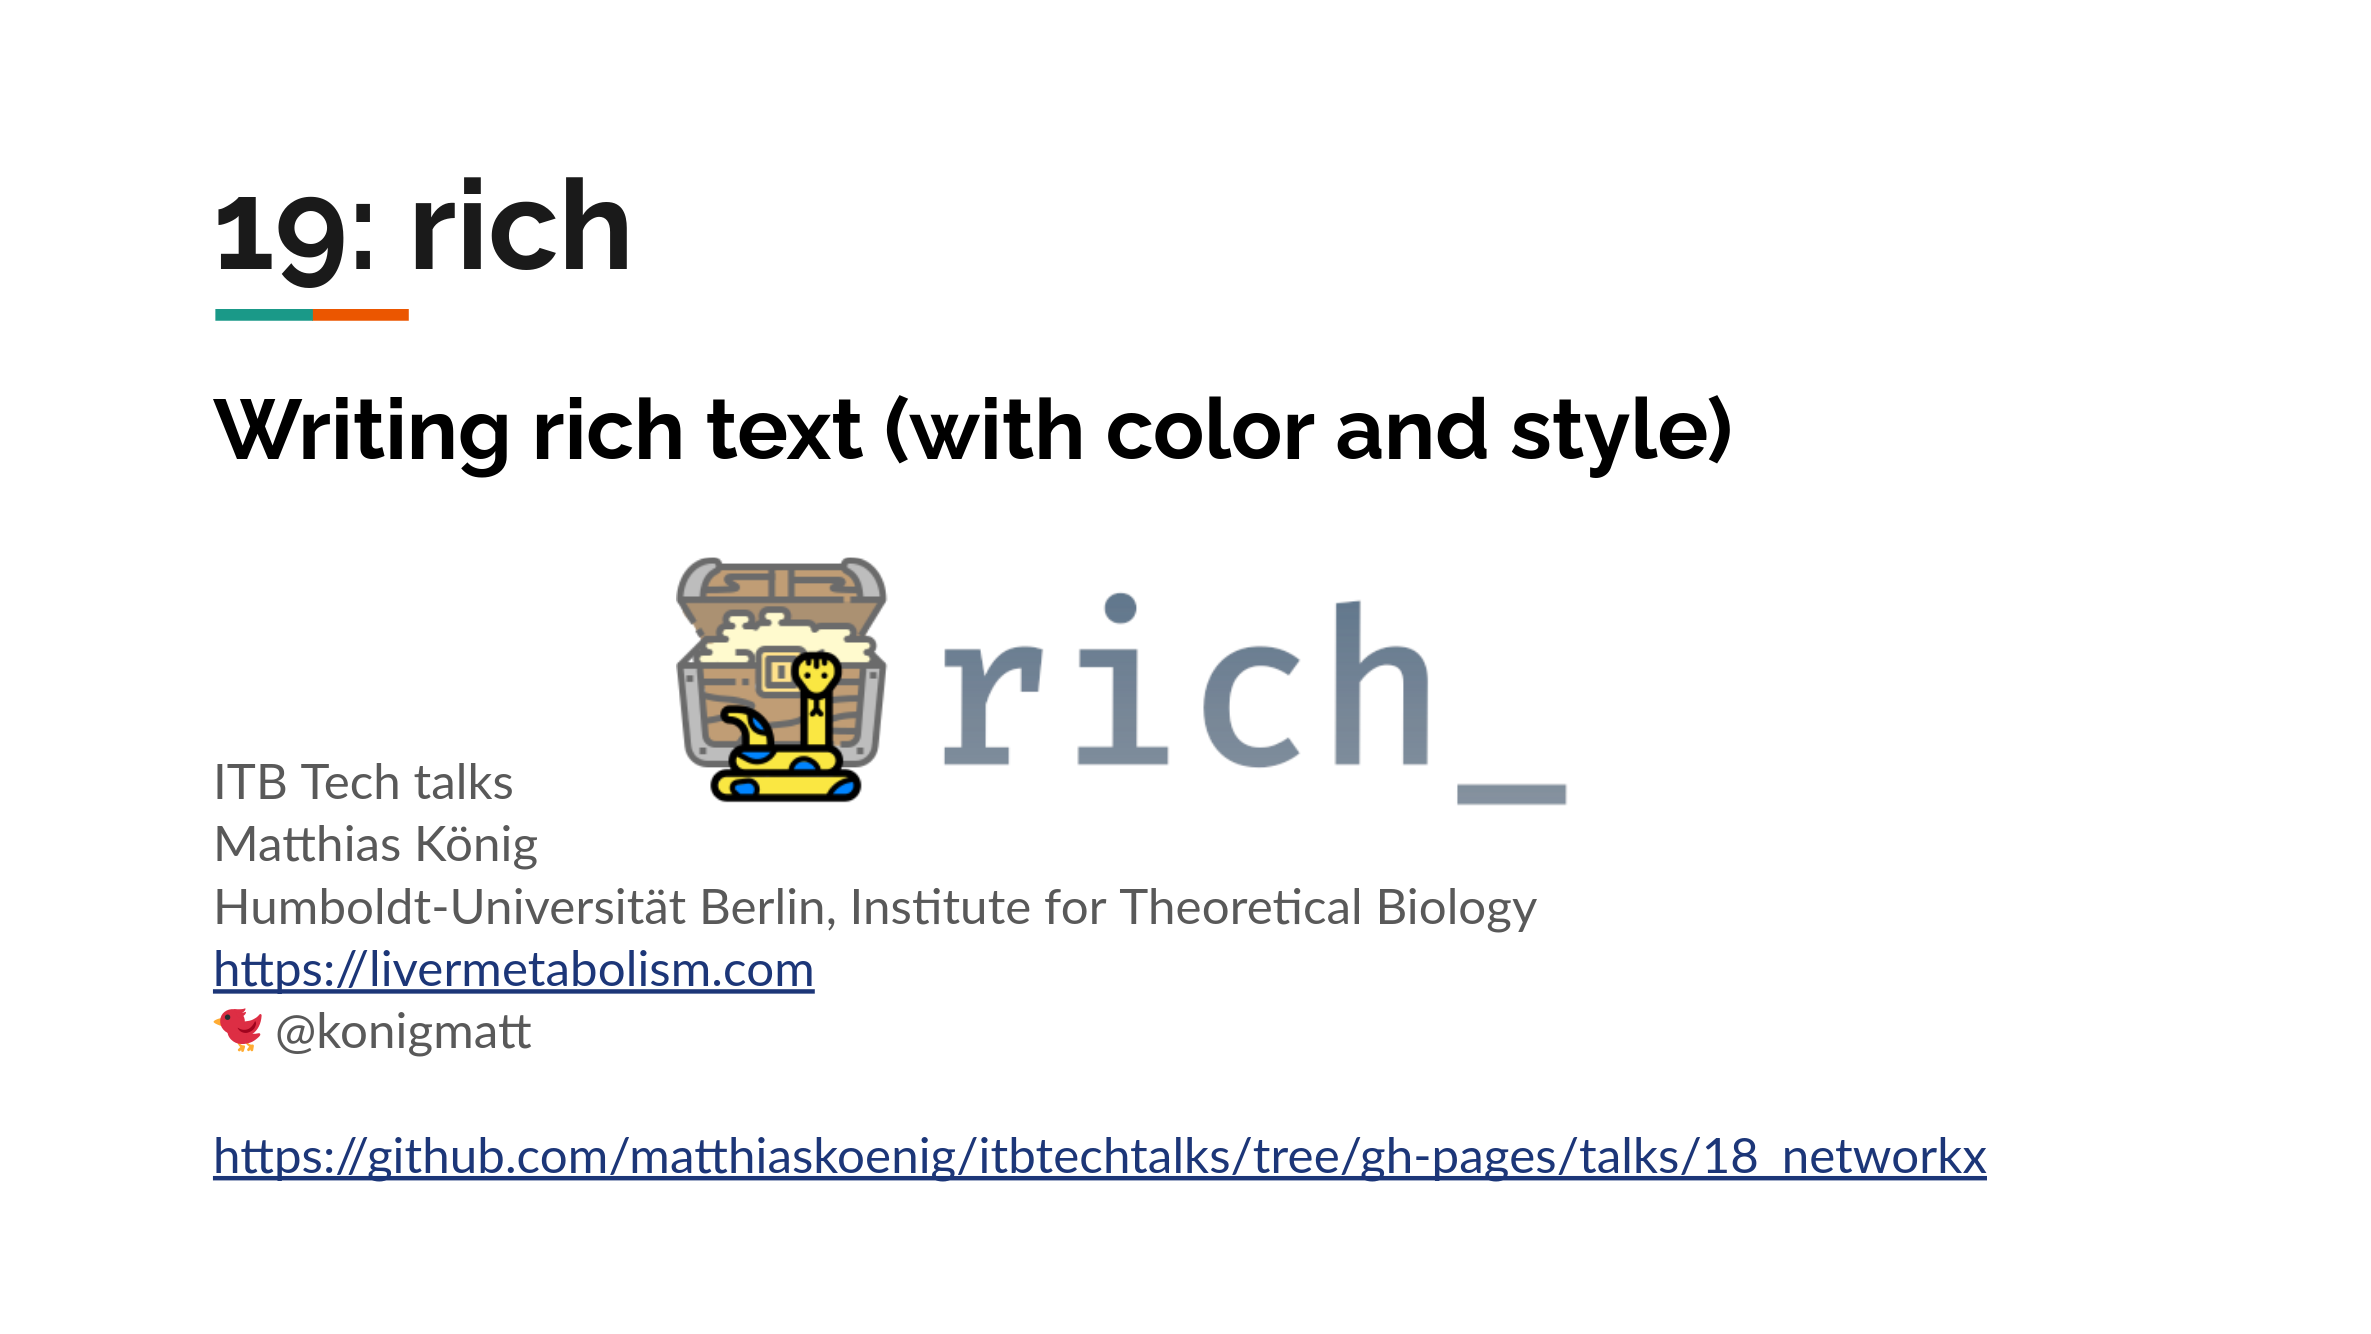 19: rich
Writing rich text (with color and style)
rich_
ITB Tech talks
Matthias König
Humboldt-Universität Berlin, Institute for Theoretical Biology
https://livermetabolism.com
@konigmatt
https://github.com/matthiaskoenig/itbtechtalks/tree/gh-pages/talks/18_networkx